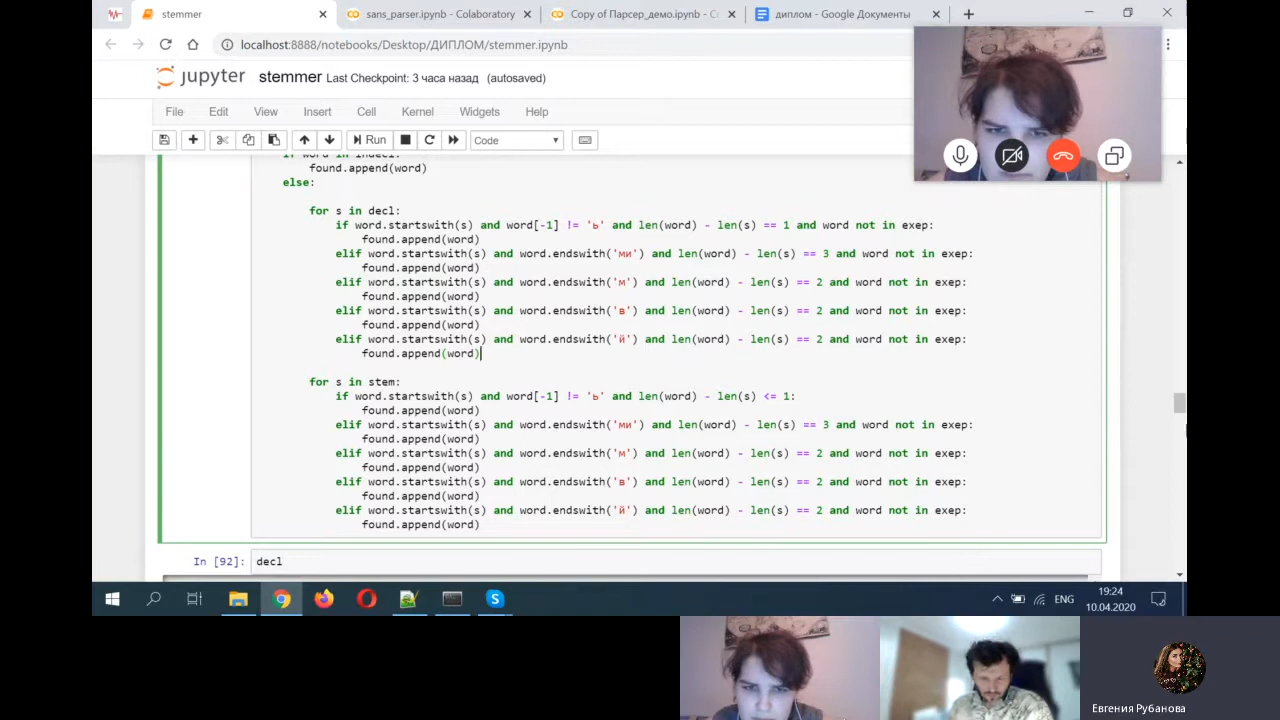 stemmer
sans_parser.ipynb - Colaboratory
Copy of Парсер_демо.ipynb - Co
диплом - Google Документы
localhost:8888/notebooks/Desktop/ДИПЛОМ/stemmer.ipynb
jupyter stemmer Last Checkpoint: 3 часа назад (autosaved)
File Edit View Insert Cell Kernel Widgets Help
Run Code
if word in indecl:
found.append(word)
else:
for s in decl:
if word.startswith(s) and word[-1] != 'ь' and len(word) - len(s) == 1 and word not in exep:
found.append(word)
elif word.startswith(s) and word.endswith('ми') and len(word) - len(s) == 3 and word not in exep:
found.append(word)
elif word.startswith(s) and word.endswith('м') and len(word) - len(s) == 2 and word not in exep:
found.append(word)
elif word.startswith(s) and word.endswith('в') and len(word) - len(s) == 2 and word not in exep:
found.append(word)
elif word.startswith(s) and word.endswith('й') and len(word) - len(s) == 2 and word not in exep:
found.append(word)
for s in stem:
if word.startswith(s) and word[-1] != 'ь' and len(word) - len(s) <= 1:
found.append(word)
elif word.startswith(s) and word.endswith('ми') and len(word) - len(s) == 3 and word not in exep:
found.append(word)
elif word.startswith(s) and word.endswith('м') and len(word) - len(s) == 2 and word not in exep:
found.append(word)
elif word.startswith(s) and word.endswith('в') and len(word) - len(s) == 2 and word not in exep:
found.append(word)
elif word.startswith(s) and word.endswith('й') and len(word) - len(s) == 2 and word not in exep:
found.append(word)
In [92]: decl
ENG
19:24
10.04.2020
Евгения Рубанова